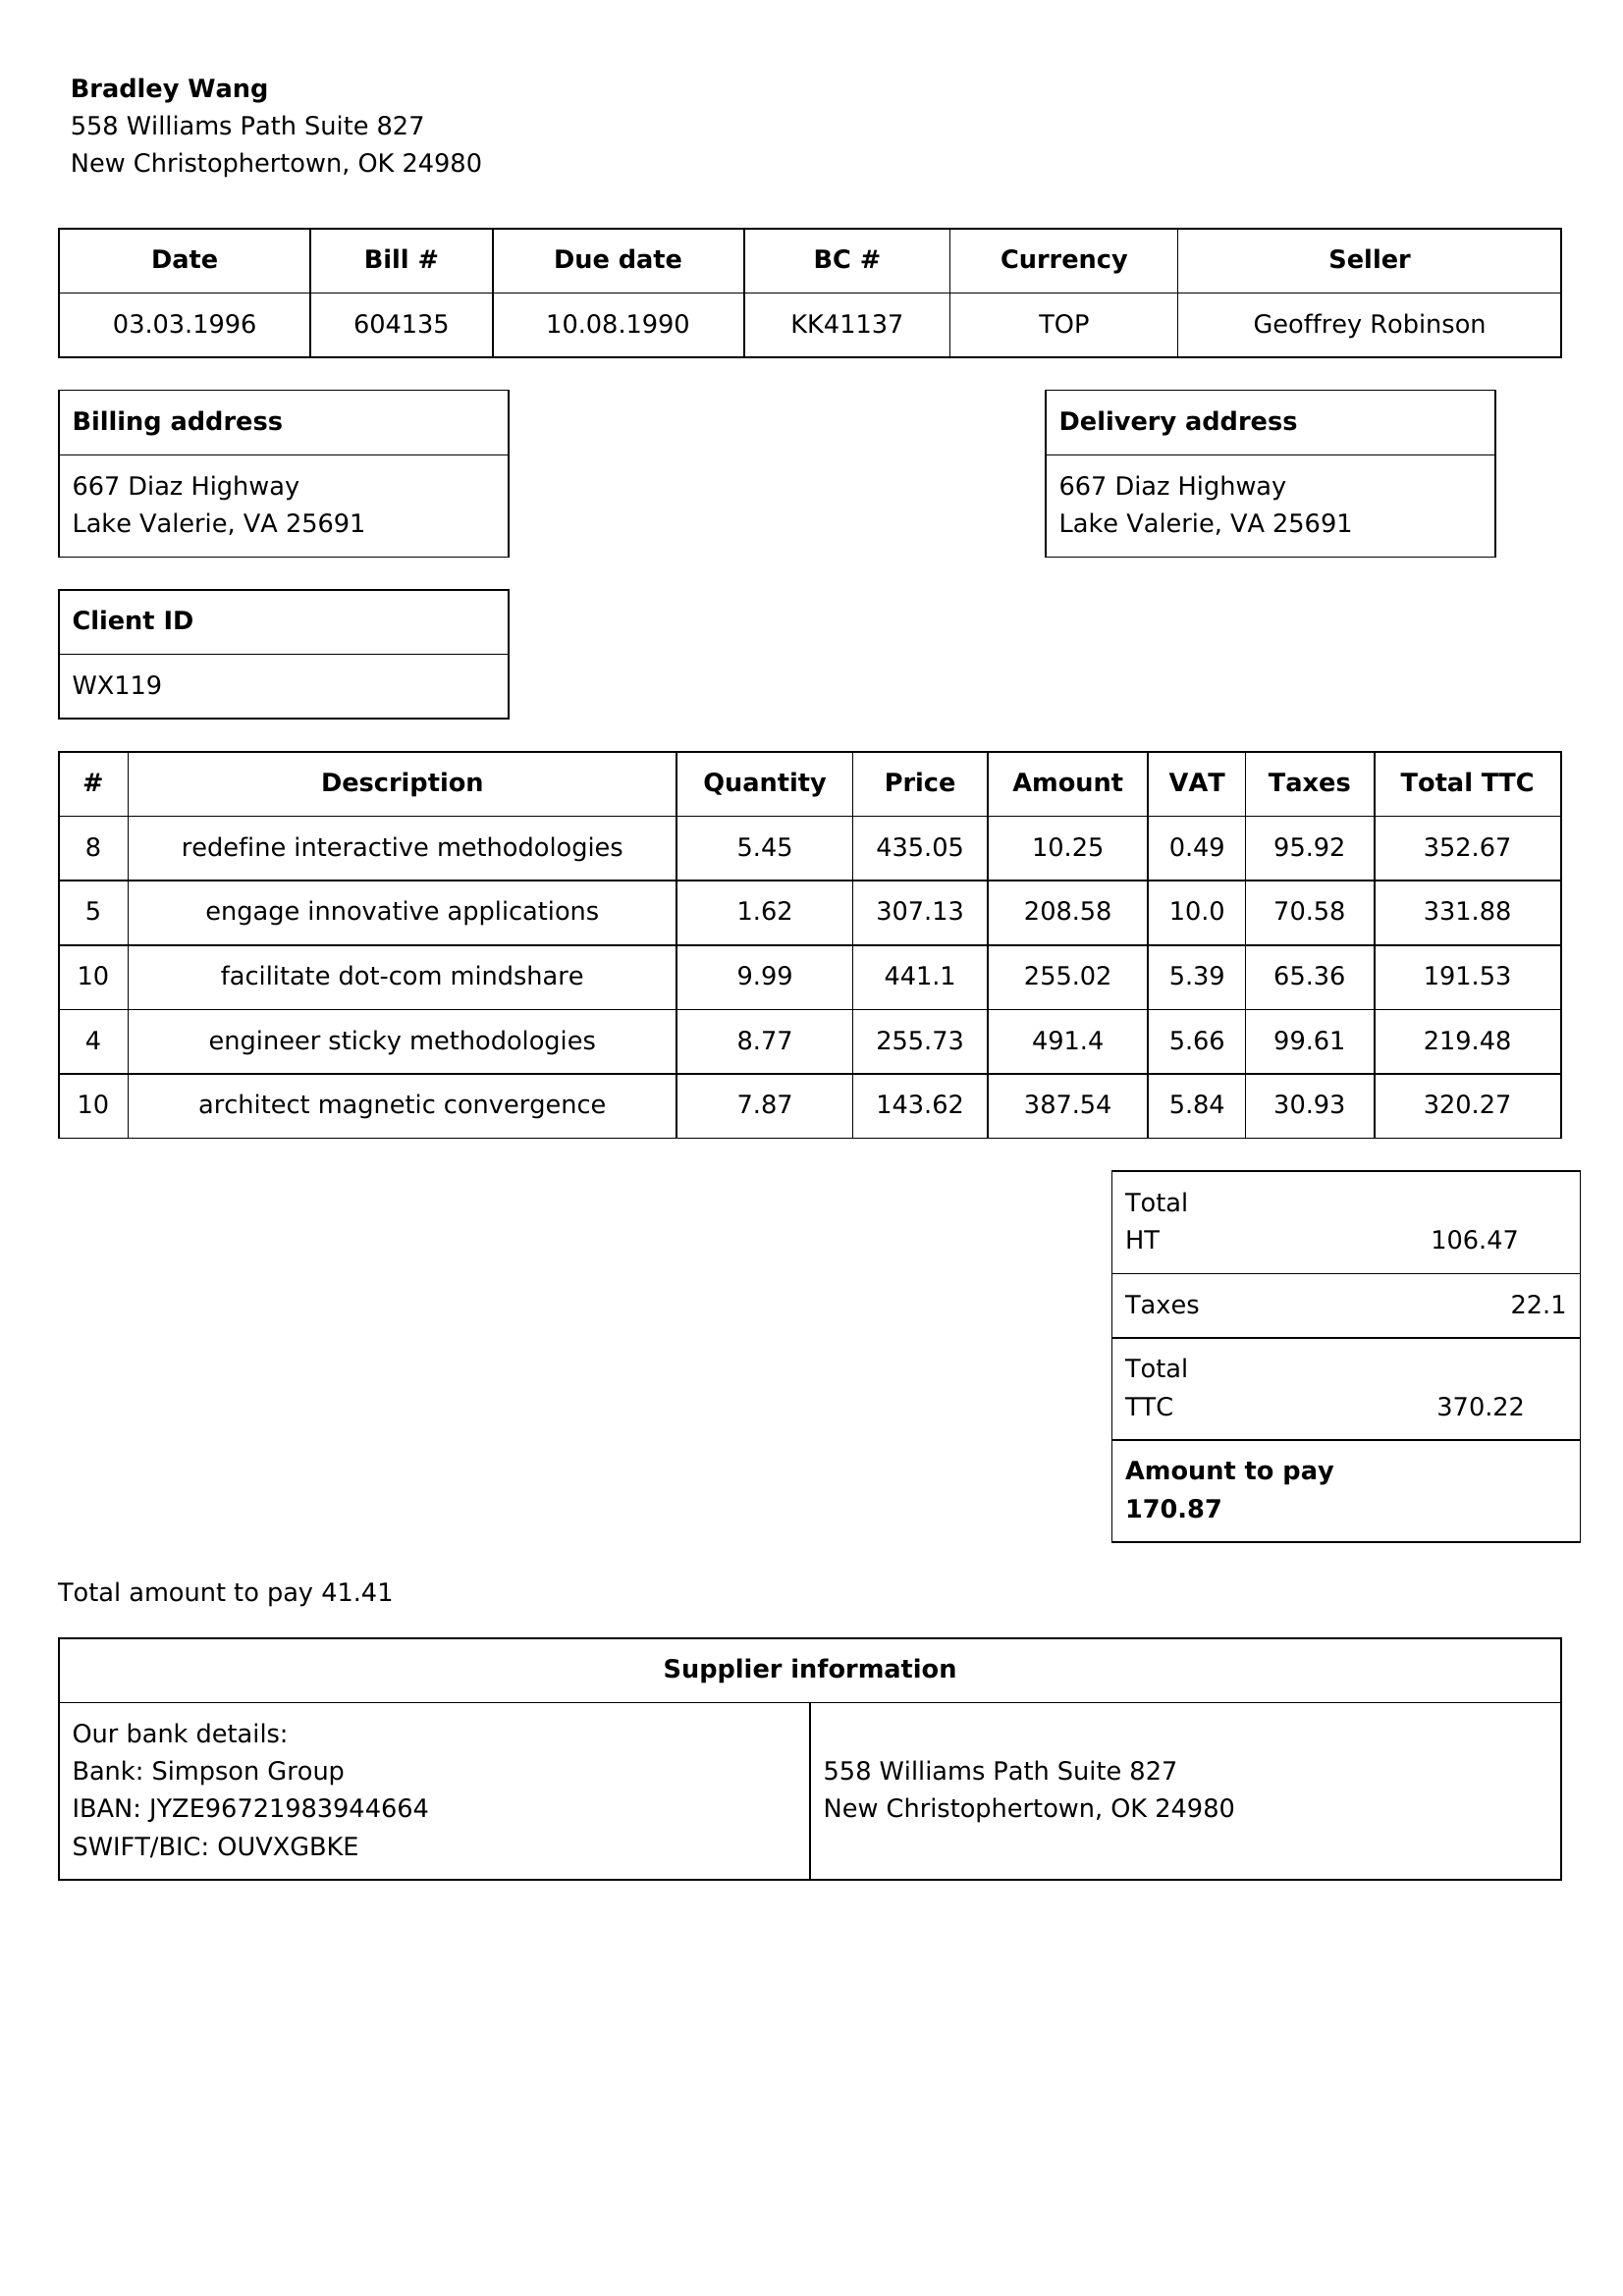 Bradley Wang
558 Williams Path Suite 827
New Christophertown, OK 24980
Date Bill # Due date BC # Currency Seller
03.03.1996 604135 10.08.1990 KK41137 TOP Geoffrey Robinson
Billing address
667 Diaz Highway
Lake Valerie, VA 25691
Delivery address
667 Diaz Highway
Lake Valerie, VA 25691
Client ID
WX119
# Description Quantity Price Amount VAT Taxes Total TTC
8 redefine interactive methodologies 5.45 435.05 10.25 0.49 95.92 352.67
5 engage innovative applications 1.62 307.13 208.58 10.0 70.58 331.88
10 facilitate dot-com mindshare 9.99 441.1 255.02 5.39 65.36 191.53
4 engineer sticky methodologies 8.77 255.73 491.4 5.66 99.61 219.48
10 architect magnetic convergence 7.87 143.62 387.54 5.84 30.93 320.27
Total
HT 106.47
Taxes 22.1
Total
TTC 370.22
Amount to pay
170.87
Total amount to pay 41.41
Supplier information
Our bank details:
Bank: Simpson Group
IBAN: JYZE96721983944664
SWIFT/BIC: OUVXGBKE
558 Williams Path Suite 827
New Christophertown, OK 24980